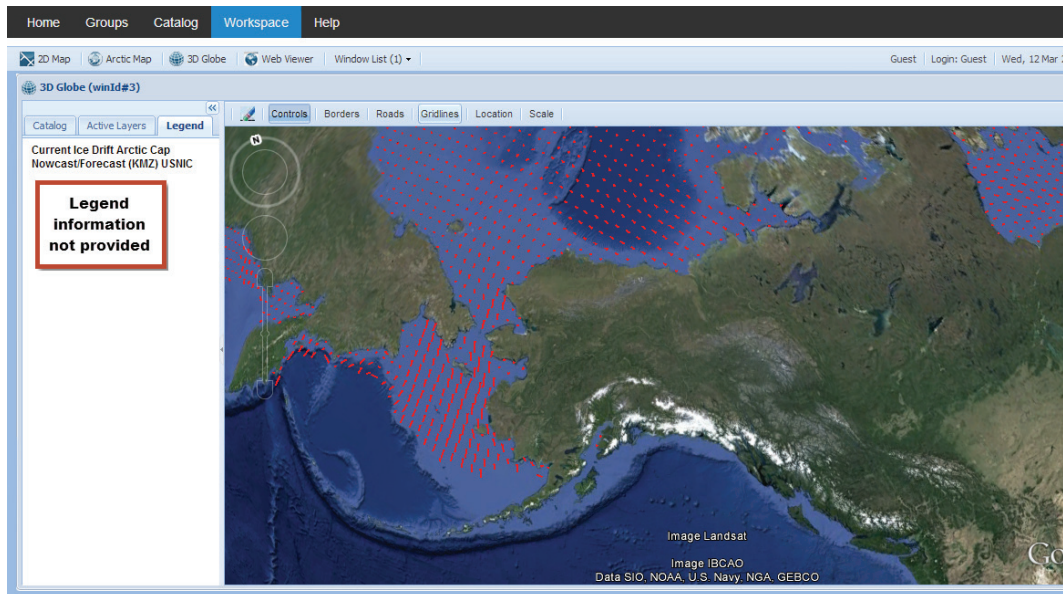 Home Groups Catalog Workspace Help
2D Map Arctic Map 3D Globe Web Viewer Window List (1) Guest Login: Guest Wed, 12 Mar
3D Globe (winId#3)
Catalog Active Layers Legend
Controls Borders Roads Gridlines Location Scale
Current Ice Drift Arctic Cap
Nowcast/Forecast (KMZ) USNIC
Legend
information
not provided
N
Image Landsat
Image IBCAO
Data SIO, NOAA, U.S. Navy, NGA, GEBCO